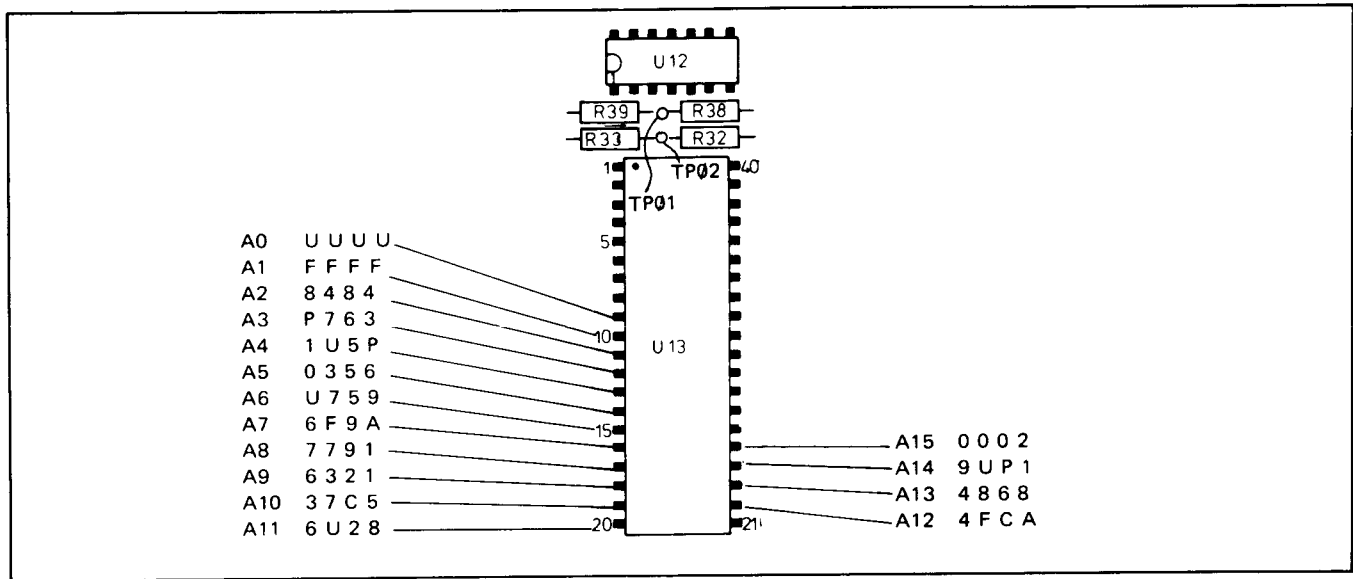 U12
R39
R38
R33
R32
1
TPØ2
40
TPØ1
A0 U U U U
5
A1 F F F F
A2 8 4 8 4
A3 P 7 6 3
10
A4 1 U 5 P
U13
A5 0 3 5 6
A6 U 7 5 9
A7 6 F 9 A
15
A8 7 7 9 1
A15 0 0 0 2
A9 6 3 2 1
A14 9 U P 1
A10 3 7 C 5
A13 4 8 6 8
A11 6 U 2 8
20
21
A12 4 F C A